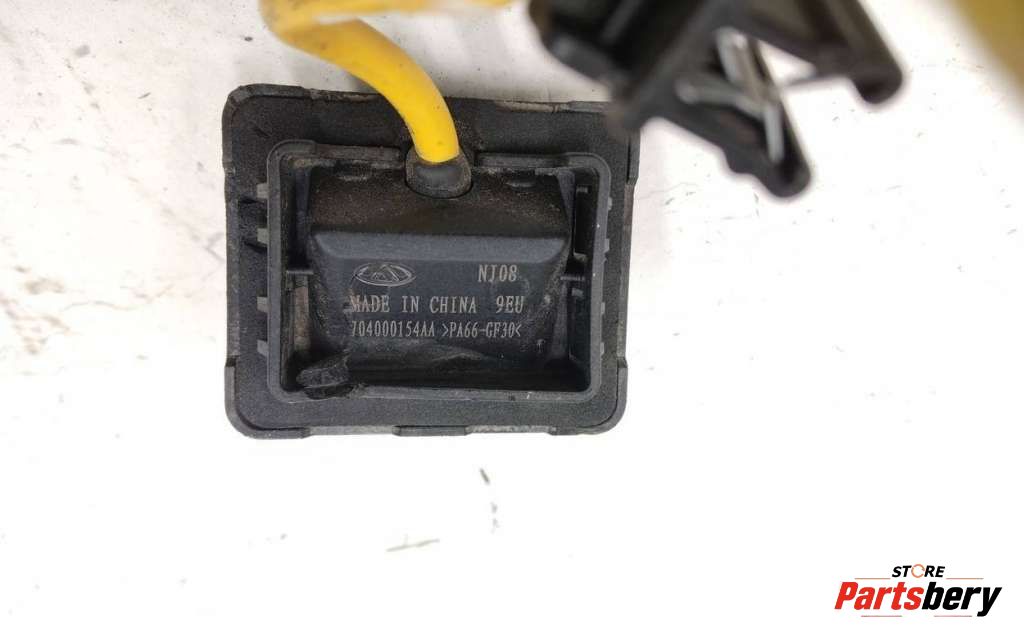 NJ08
MADE IN CHINA 9EU
704000154AA >PA66-GF30<
STORE
Partsbery